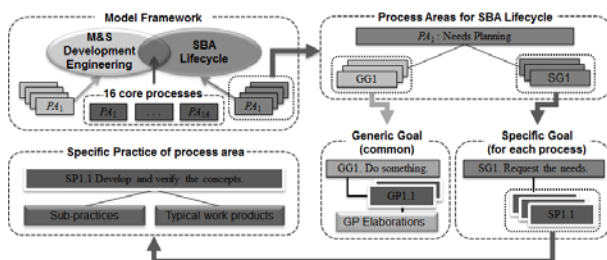 Model Framework
M&S
Development
Engineering
SBA
Lifecycle
16 core processes
PA1
PA1
...
PA16
PA1
Process Areas for SBA Lifecycle
PA1: Needs Planning
GG1
SG1
Specific Practice of process area
SP1.1 Develop and verify the concepts.
Sub-practices
Typical work products
Generic Goal
(common)
GG1. Do something.
GP1.1
GP Elaborations
Specific Goal
(for each process)
SG1. Request the needs.
SP1.1